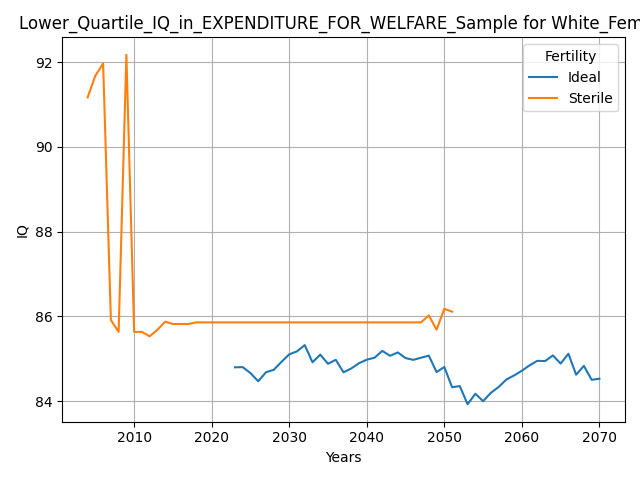 Lower_Quartile_IQ_in_EXPENDITURE_FOR_WELFARE_Sample for White_Fem
Fertility
Ideal
Sterile
92
90
88
86
84
IQ
2010
2020
2030
2040
2050
2060
2070
Years